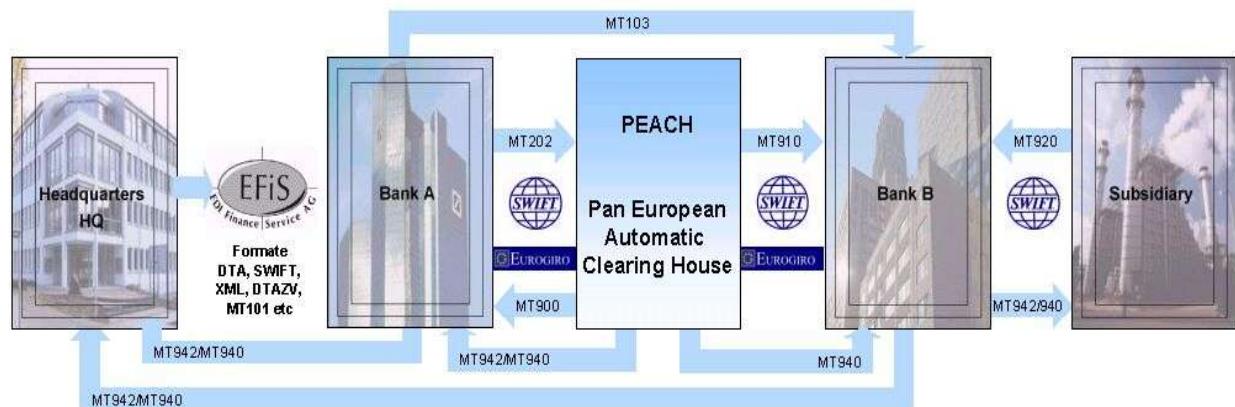 MT103
Headquarters
HQ
EFiS
EDI Finance Service AG
Formate
DTA, SWIFT,
XML, DTAZV,
MT101 etc
Bank A
MT202
SWIFT
EUROGIRO
MT900
PEACH
Pan European
Automatic
Clearing House
MT910
SWIFT
EUROGIRO
Bank B
MT920
SWIFT
MT942/940
Subsidiary
MT942/MT940
MT942/MT940
MT940
MT942/MT940